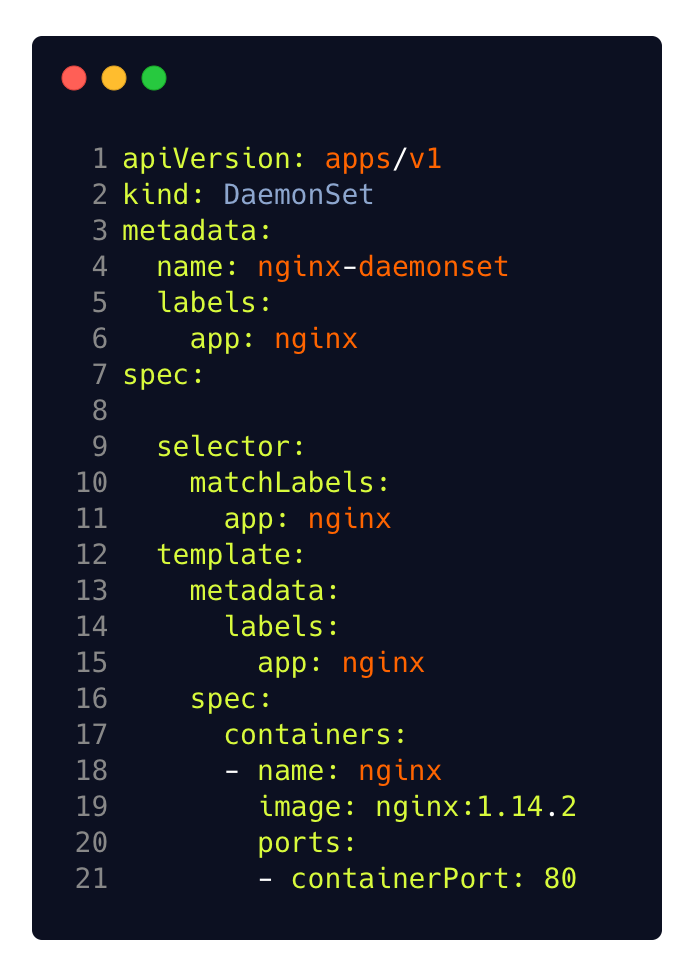 1 apiVersion: apps/v1
2 kind: DaemonSet
3 metadata:
4   name: nginx-daemonset
5   labels:
6     app: nginx
7 spec:
8
9   selector:
10     matchLabels:
11       app: nginx
12   template:
13     metadata:
14       labels:
15         app: nginx
16     spec:
17       containers:
18       - name: nginx
19         image: nginx:1.14.2
20         ports:
21         - containerPort: 80